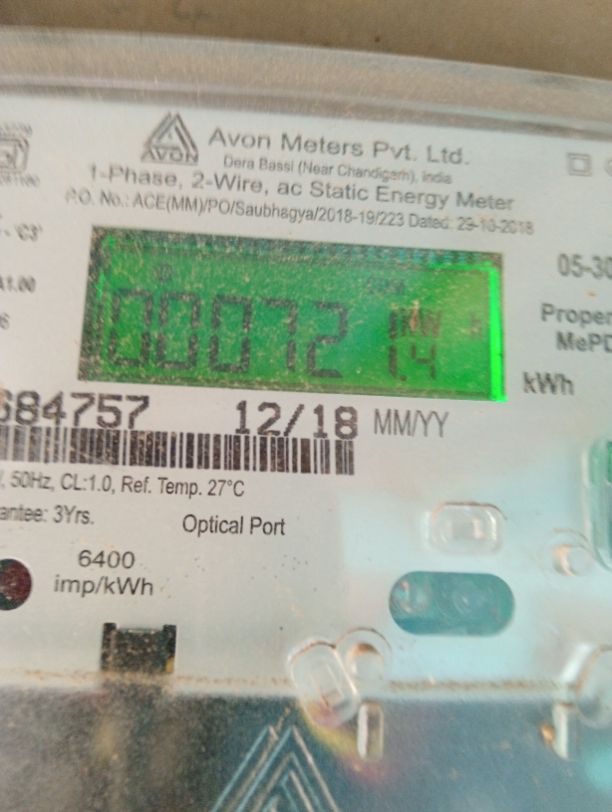 AVON
Avon Meters Pvt. Ltd.
Dera Bassi (Near Chandigarh), India
1-Phase, 2-Wire, ac Static Energy Meter
P.O. No.: ACE(MM)/PO/Saubhagya/2018-19/223 Dated: 29-10-2018
05-30
00072
kW h
1.4
kWh
684757
12/18 MM/YY
, 50Hz, CL:1.0, Ref. Temp. 27°C
antee: 3Yrs.
Optical Port
6400
imp/kWh
Proper
MePD